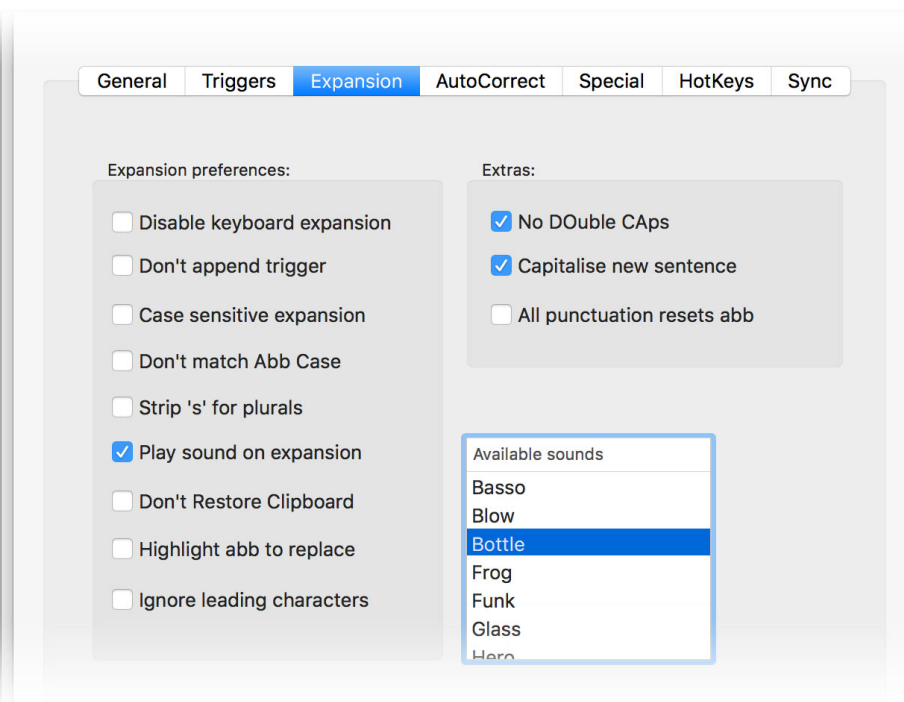 General Triggers Expansion AutoCorrect Special HotKeys Sync
Expansion preferences:
Disable keyboard expansion
Don't append trigger
Case sensitive expansion
Don't match Abb Case
Strip 's' for plurals
Play sound on expansion
Don't Restore Clipboard
Highlight abb to replace
Ignore leading characters
Extras:
No DOuble CAps
Capitalise new sentence
All punctuation resets abb
Available sounds
Basso
Blow
Bottle
Frog
Funk
Glass
Hero